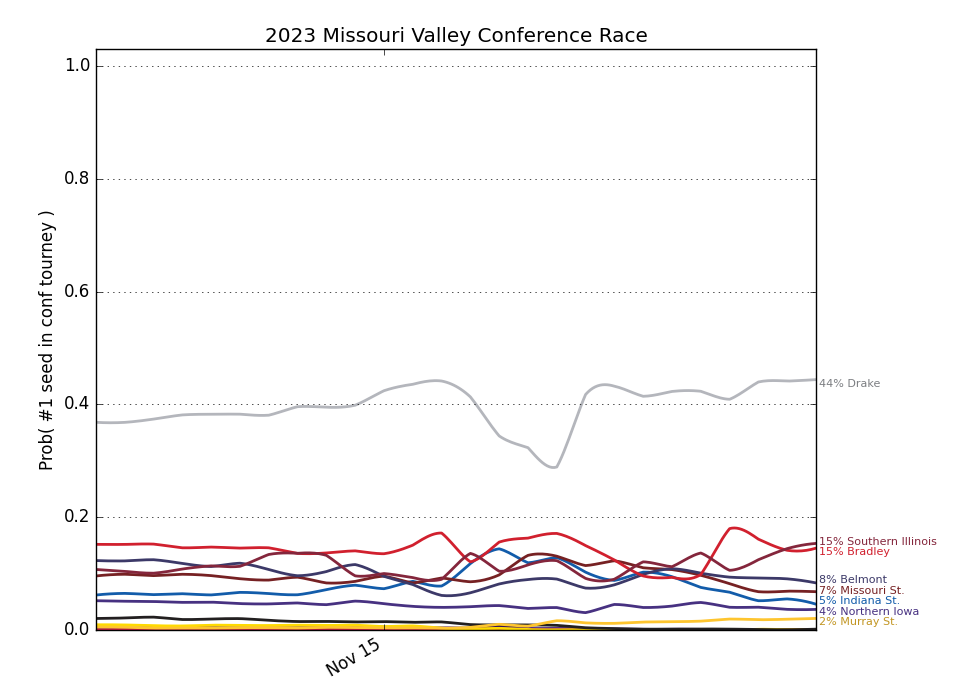 2023 Missouri Valley Conference Race
Prob( #1 seed in conf tourney )
1.0
0.8
0.6
0.4
0.2
0.0
Nov 15
44% Drake
15% Southern Illinois
15% Bradley
8% Belmont
7% Missouri St.
5% Indiana St.
4% Northern Iowa
2% Murray St.